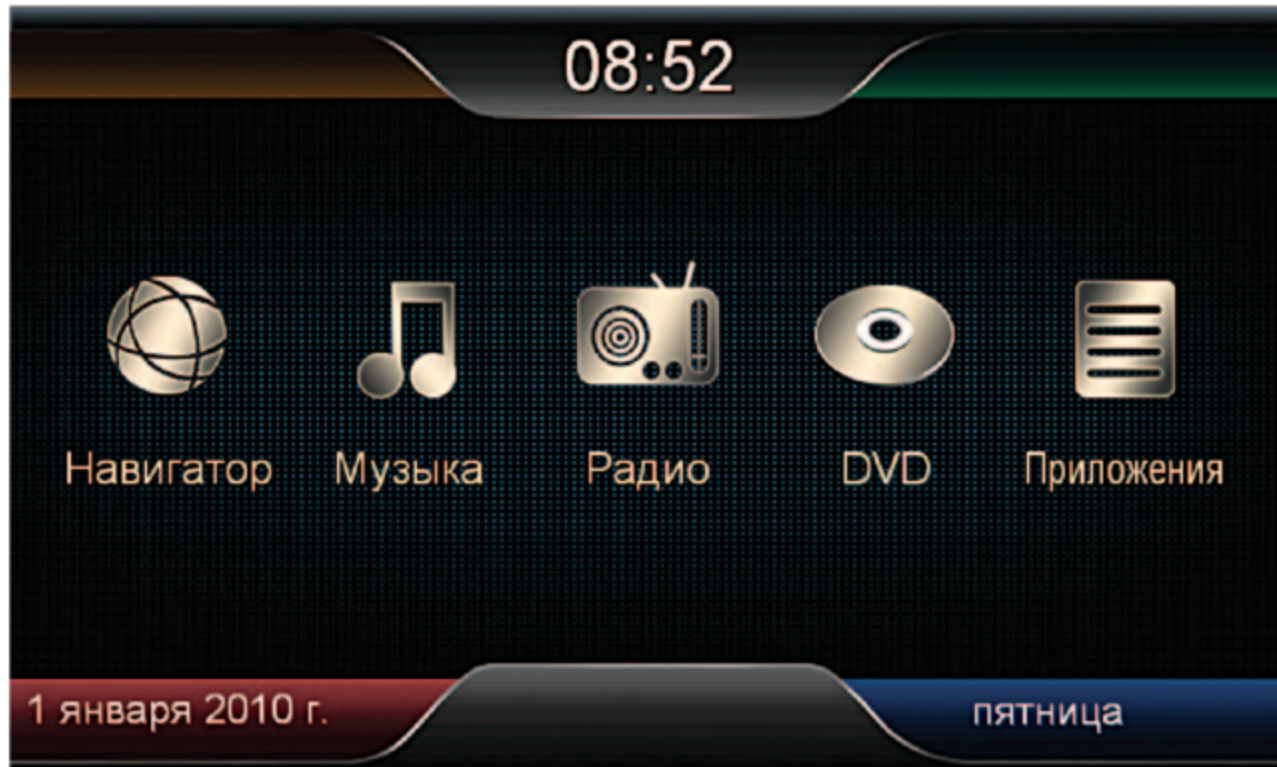 08:52
Навигатор
Музыка
Радио
DVD
Приложения
1 января 2010 г.
пятница